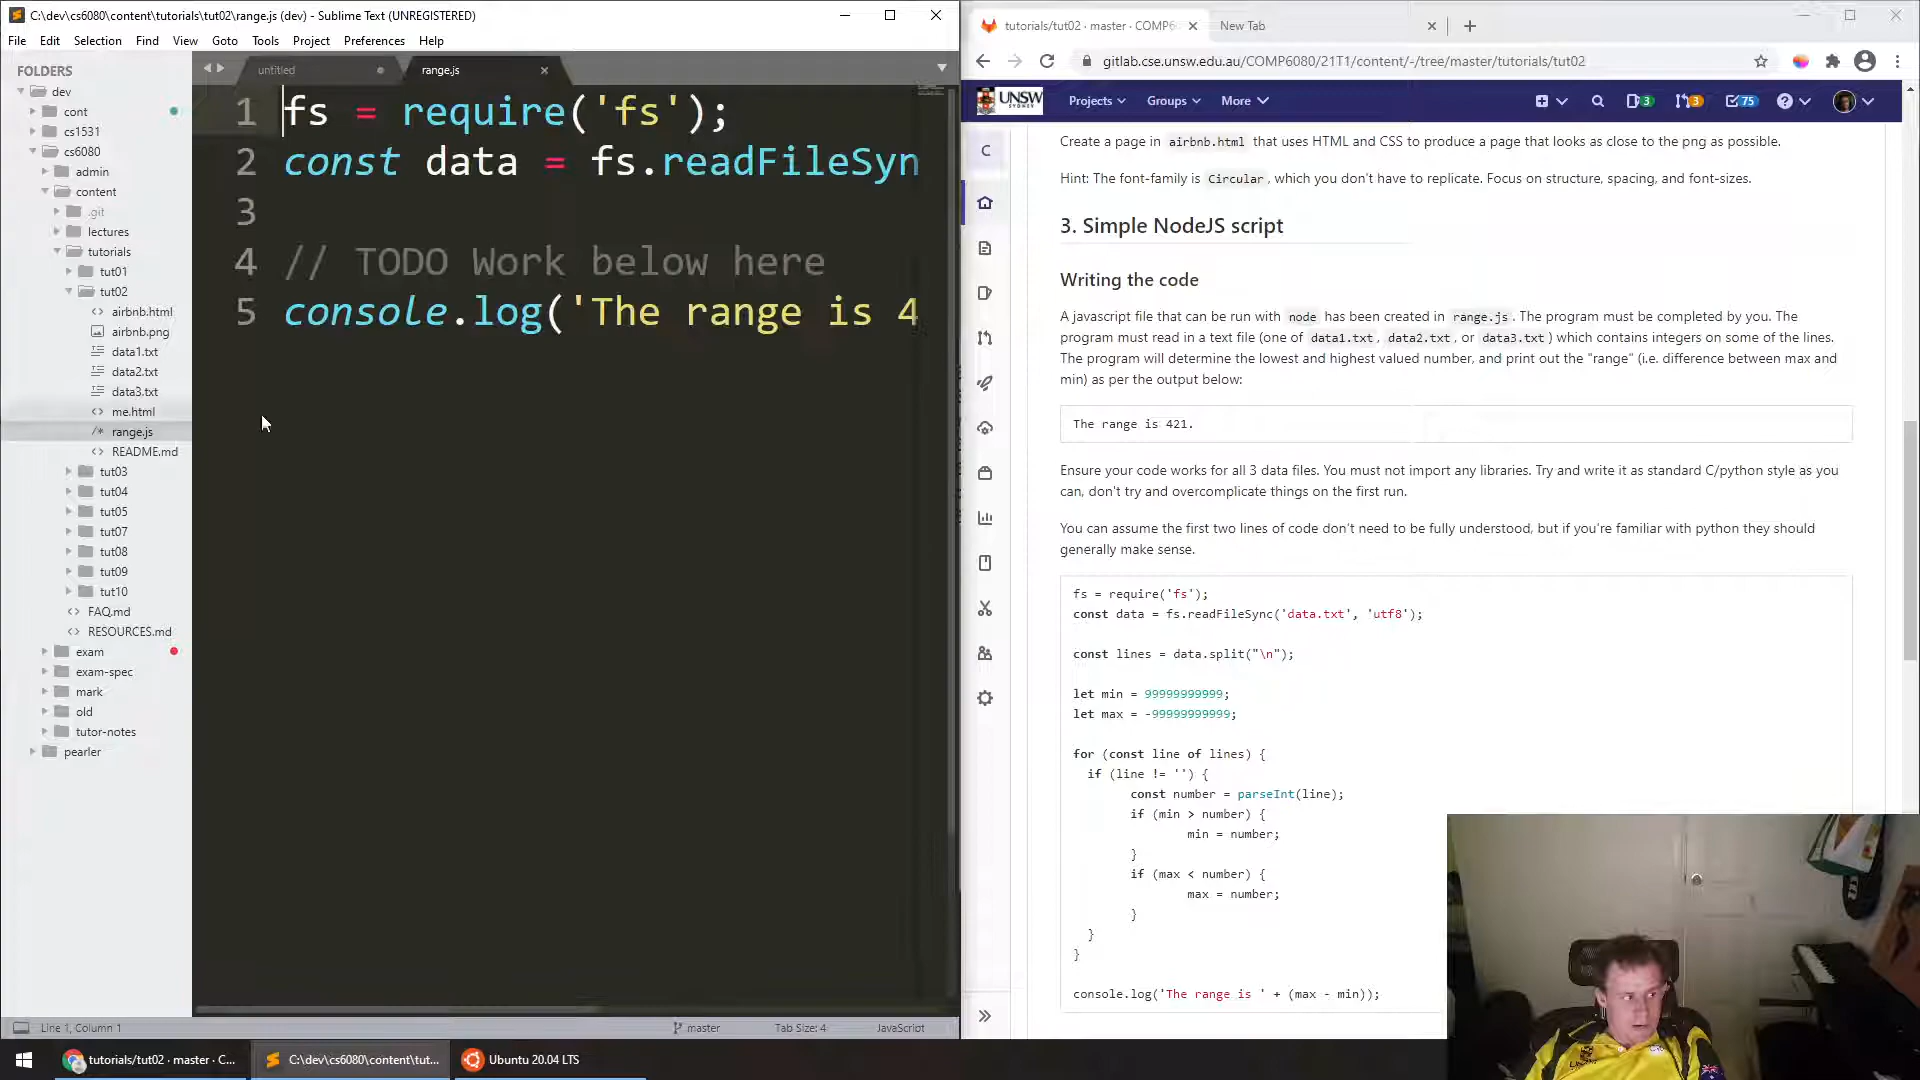 C:\dev\cs6080\content\tutorials\tut02\range.js (dev) - Sublime Text (UNREGISTERED)
File Edit Selection Find View Goto Tools Project Preferences Help
FOLDERS
dev
cont
cs1531
cs6080
admin
content
.git
lectures
tutorials
tut01
tut02
airbnb.html
airbnb.png
data1.txt
data2.txt
data3.txt
me.html
range.js
README.md
tut03
tut04
tut05
tut07
tut08
tut09
tut10
FAQ.md
RESOURCES.md
exam
exam-spec
mark
old
tutor-notes
pearler
untitled
range.js
1 fs = require('fs');
2 const data = fs.readFileSyn
3
4 // TODO Work below here
5 console.log('The range is 4
Line 1, Column 1
master
Tab Size: 4
JavaScript
tutorials/tut02 · master · COMP6
New Tab
gitlab.cse.unsw.edu.au/COMP6080/21T1/content/-/tree/master/tutorials/tut02
UNSW
SYDNEY
Projects Groups More
3 3 75
C
Create a page in airbnb.html that uses HTML and CSS to produce a page that looks as close to the png as possible.
Hint: The font-family is Circular, which you don't have to replicate. Focus on structure, spacing, and font-sizes.
3. Simple NodeJS script
Writing the code
A javascript file that can be run with node has been created in range.js. The program must be completed by you. The
program must read in a text file (one of data1.txt, data2.txt, or data3.txt) which contains integers on some of the lines.
The program will determine the lowest and highest valued number, and print out the "range" (i.e. difference between max and
min) as per the output below:
The range is 421.
Ensure your code works for all 3 data files. You must not import any libraries. Try and write it as standard C/python style as you
can, don't try and overcomplicate things on the first run.
You can assume the first two lines of code don't need to be fully understood, but if you're familiar with python they should
generally make sense.
fs = require('fs');
const data = fs.readFileSync('data.txt', 'utf8');
const lines = data.split("\n");
let min = 99999999999;
let max = -99999999999;
for (const line of lines) {
if (line != '') {
const number = parseInt(line);
if (min > number) {
min = number;
}
if (max < number) {
max = number;
}
}
}
console.log('The range is ' + (max - min));
tutorials/tut02 · master · C...
C:\dev\cs6080\content\tut...
Ubuntu 20.04 LTS